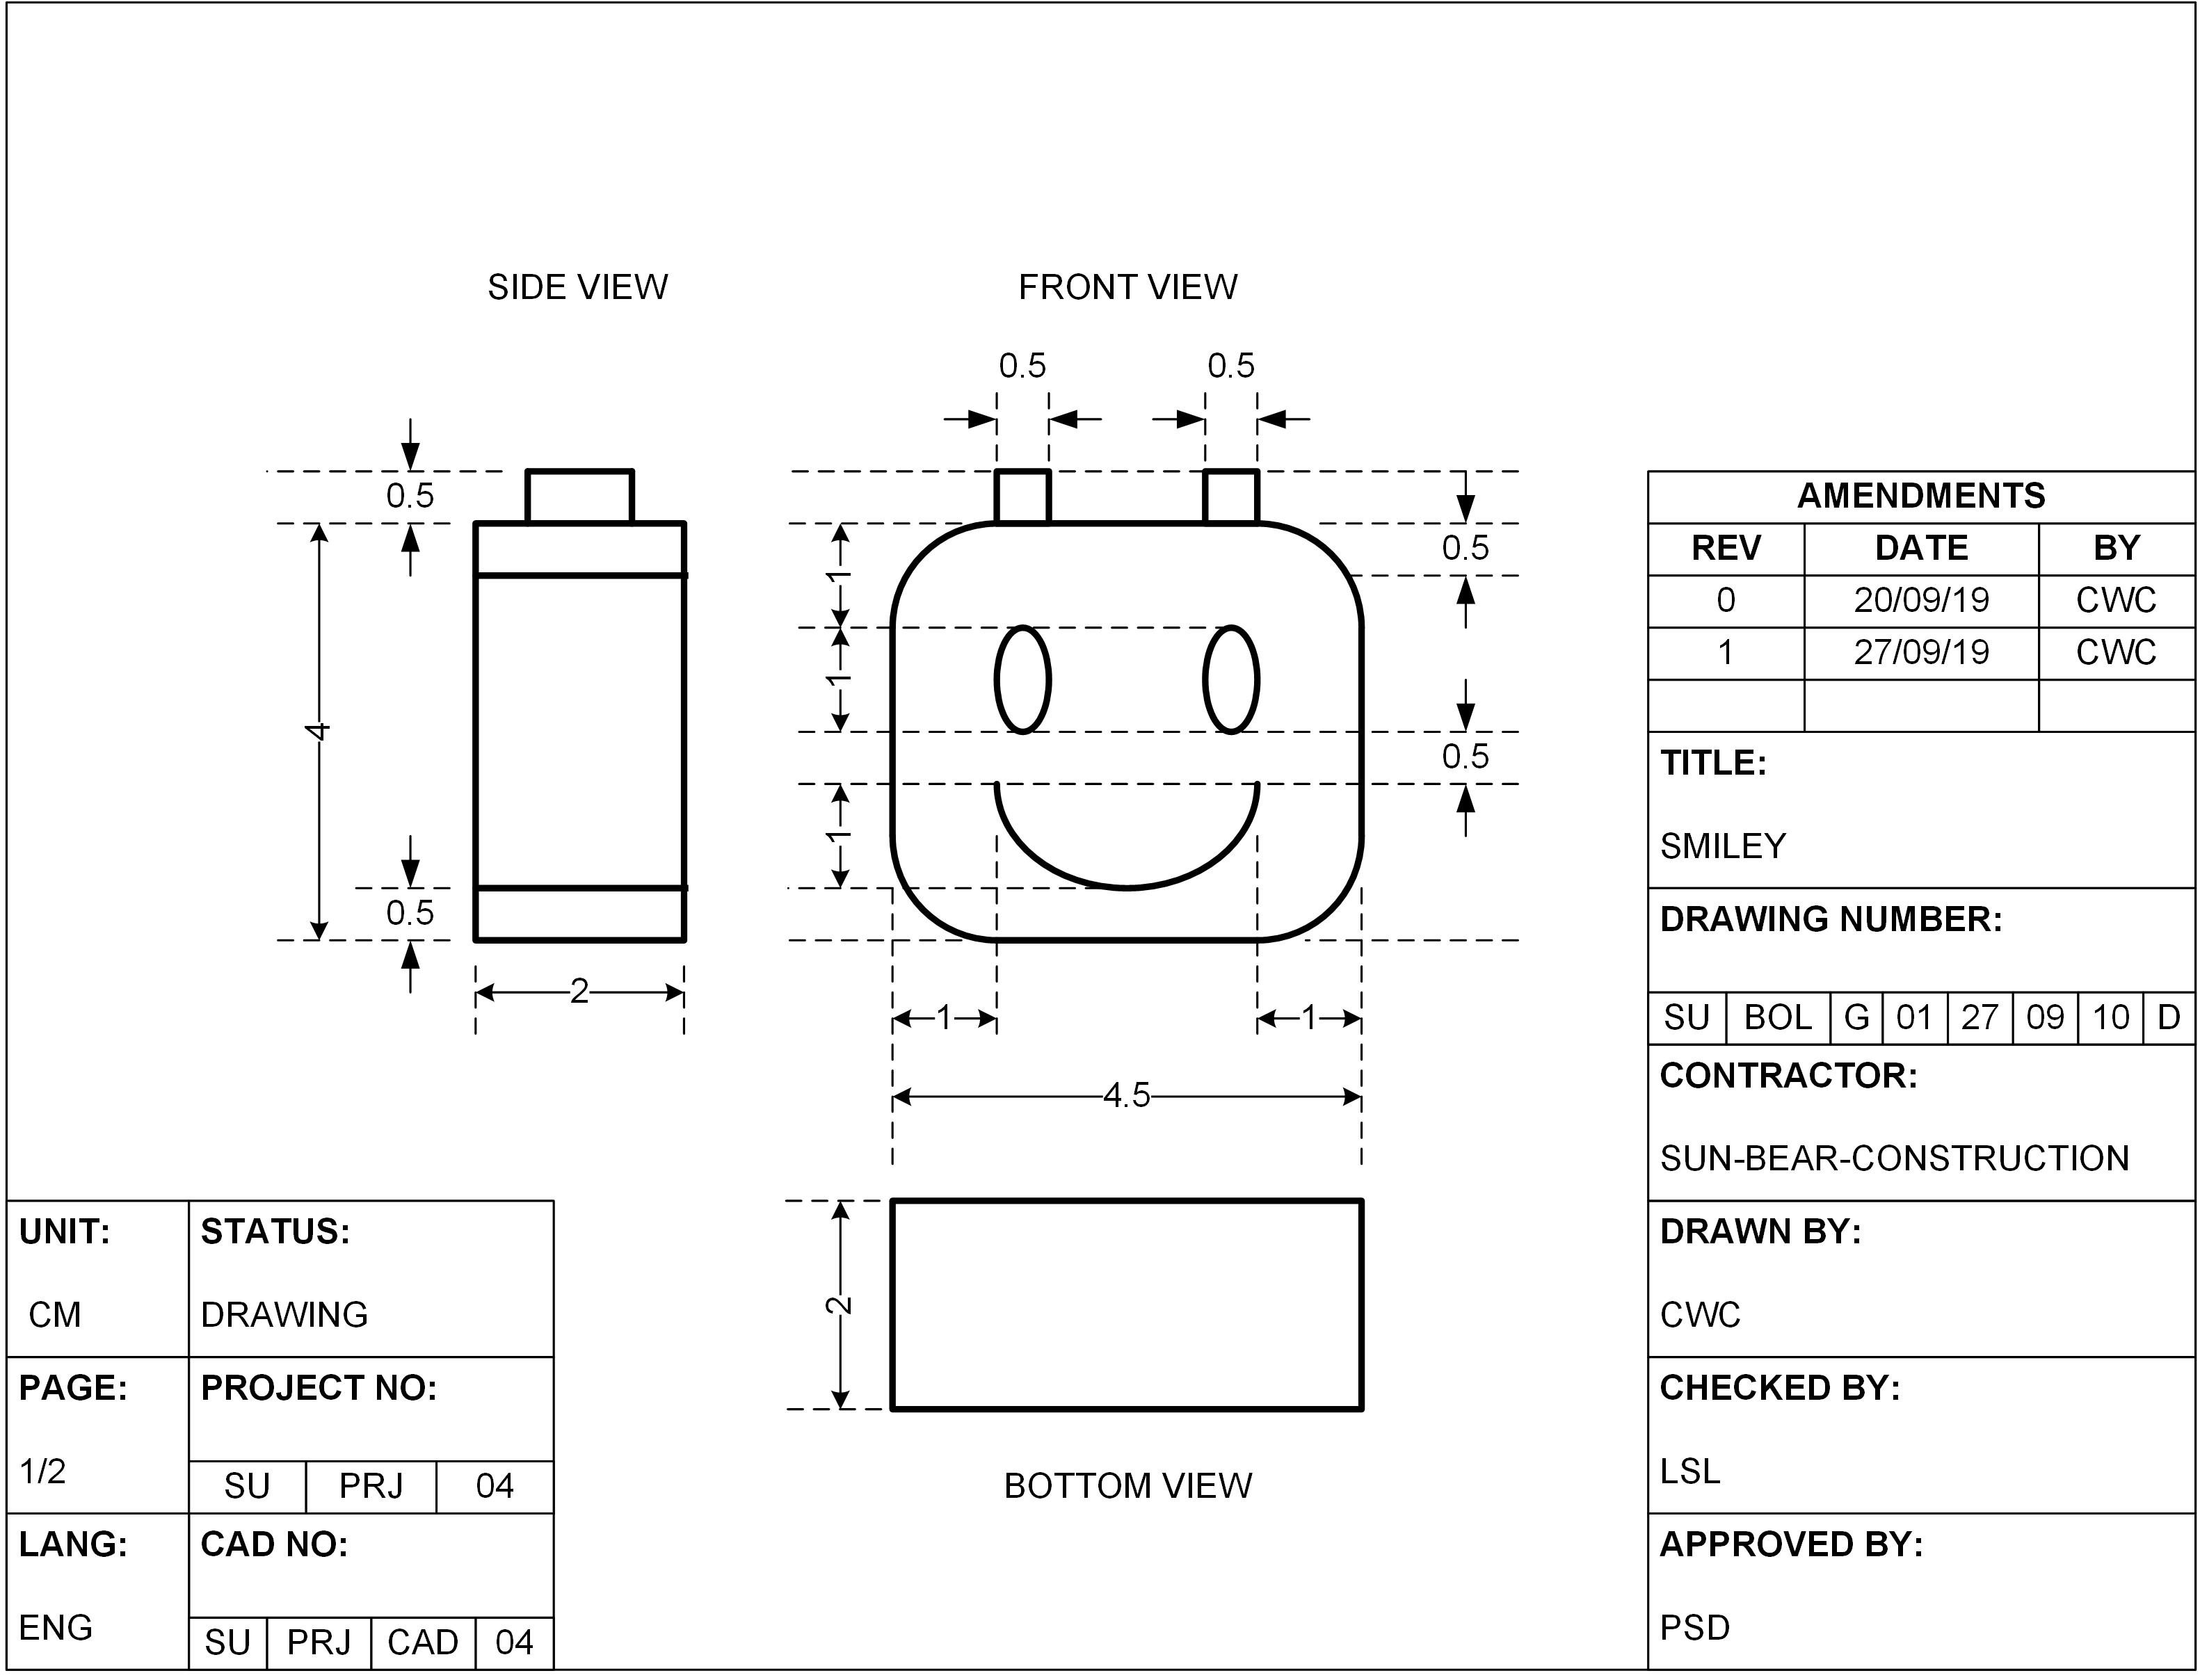 SIDE VIEW
FRONT VIEW
0.5 0.5
0.5
4
0.5
2
1
1
1
0.5
0.5
1 1
4.5
2
BOTTOM VIEW
AMENDMENTS
REV DATE BY
0 20/09/19 CWC
1 27/09/19 CWC
TITLE:
SMILEY
DRAWING NUMBER:
SU BOL G 01 27 09 10 D
CONTRACTOR:
SUN-BEAR-CONSTRUCTION
DRAWN BY:
CWC
CHECKED BY:
LSL
APPROVED BY:
PSD
UNIT:
CM
STATUS:
DRAWING
PAGE:
1/2
PROJECT NO:
SU PRJ 04
LANG:
ENG
CAD NO:
SU PRJ CAD 04